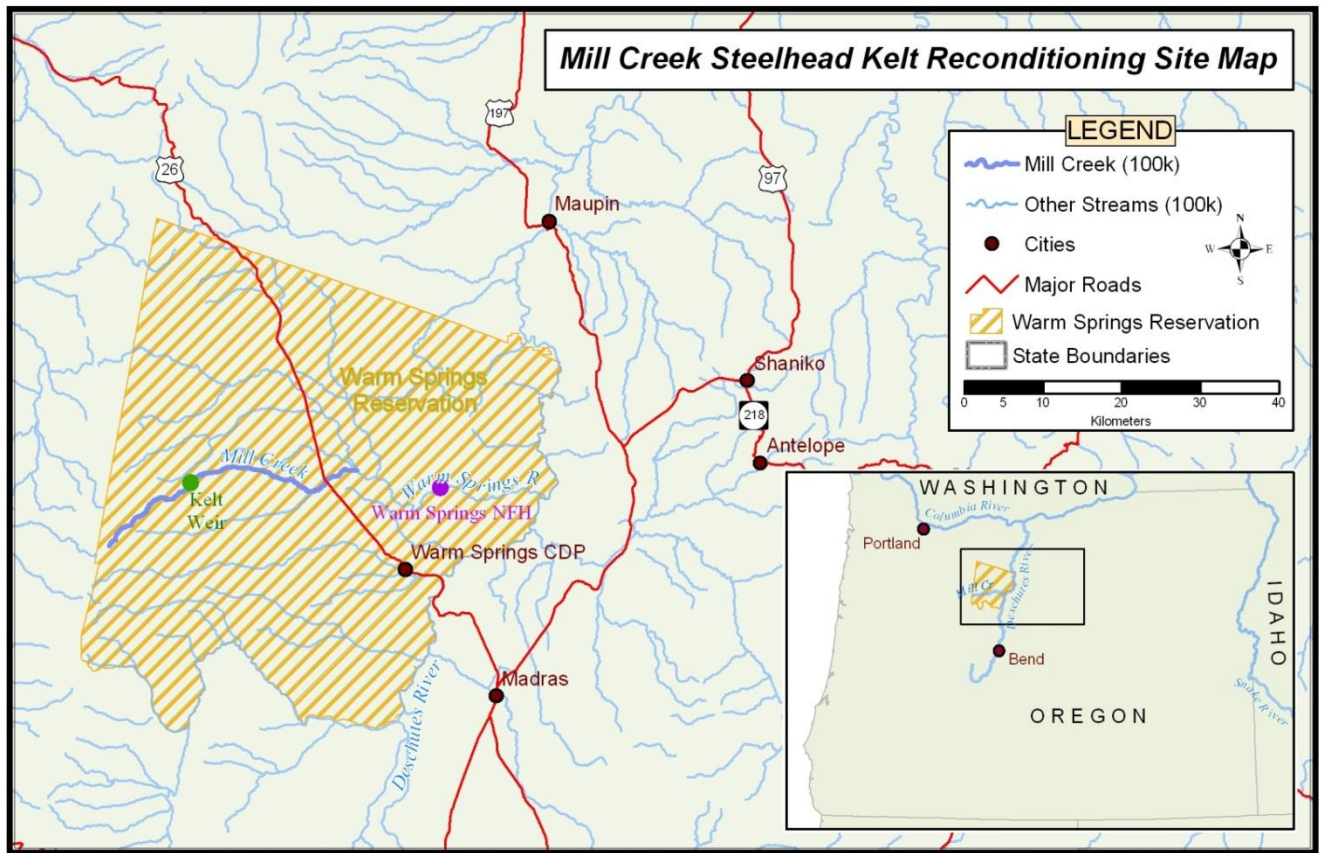 Mill Creek Steelhead Kelt Reconditioning Site Map
LEGEND
Mill Creek (100k)
Other Streams (100k)
Cities
Major Roads
Warm Springs Reservation
State Boundaries
N
W E
S
0 5 10 20 30 40
Kilometers
197
26
97
Maupin
Shaniko
218
Antelope
Warm Springs
Reservation
Mill Creek
Kelt
Weir
Warm Springs R
Warm Springs NFH
Warm Springs CDP
Madras
Deschutes River
WASHINGTON
Columbia River
Portland
Mill Cr
Deschutes River
Bend
OREGON
IDAHO
Snake River